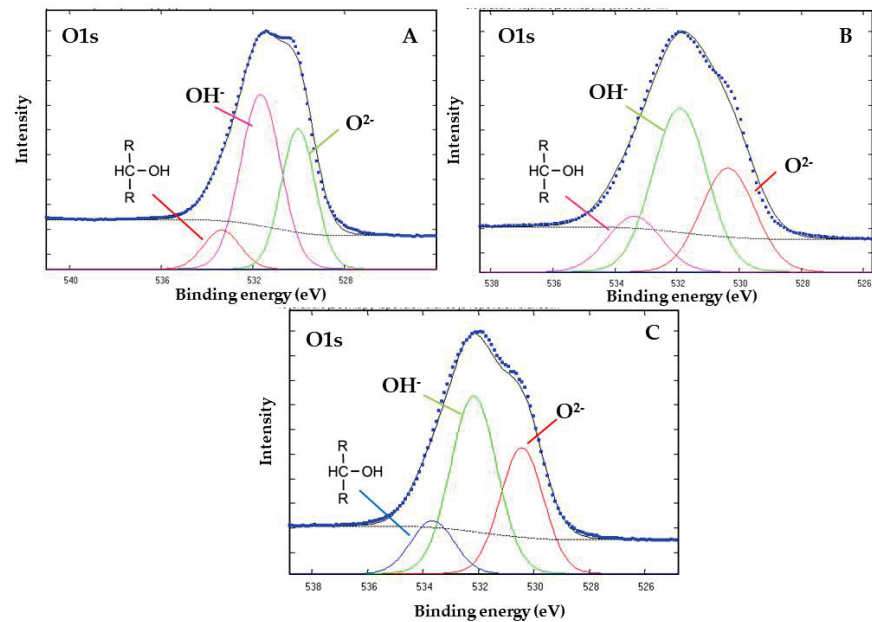 O1s
A
OH-
O2-
R
HC-OH
R
Intensity
540
536
532
528
Binding energy (eV)
O1s
B
OH-
O2-
R
HC-OH
R
Intensity
538
536
534
532
530
528
526
Binding energy (eV)
O1s
C
OH-
O2-
R
HC-OH
R
Intensity
538
536
534
532
530
528
526
Binding energy (eV)